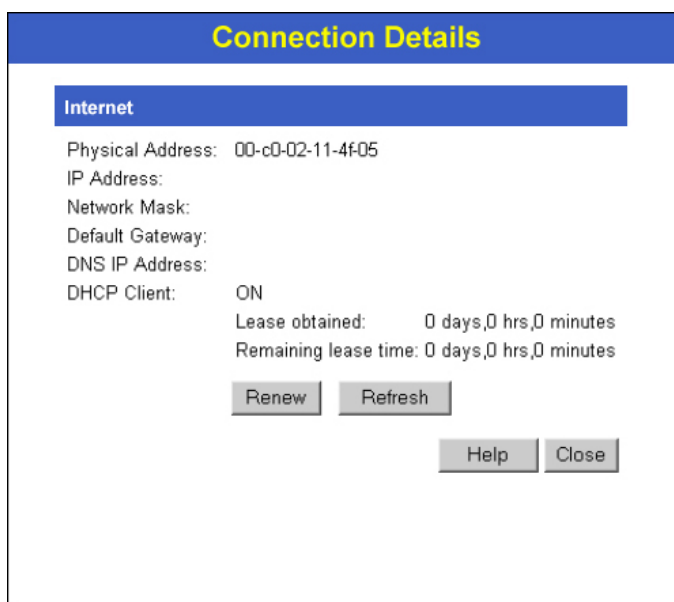 Connection Details
Internet
Physical Address: 00-c0-02-11-4f-05
IP Address:
Network Mask:
Default Gateway:
DNS IP Address:
DHCP Client: ON
Lease obtained: 0 days,0 hrs,0 minutes
Remaining lease time: 0 days,0 hrs,0 minutes
Renew Refresh
Help Close